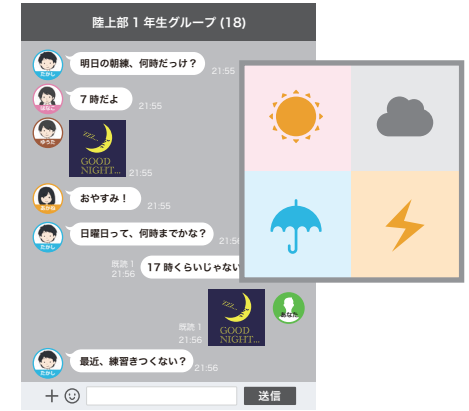 陸上部 1 年生グループ (18)
明日の朝練、何時だっけ？
21:55
たかし
7 時だよ
21:55
はなこ
ゆうた
zzz...
GOOD
NIGHT...
21:55
おやすみ！
21:55
あかね
日曜日って、何時までかな？
21:56
たかし
既読 1
21:56
17 時くらいじゃない
zzz...
GOOD
NIGHT...
あなた
既読 1
21:56
最近、練習きつくない？
21:56
たかし
送信